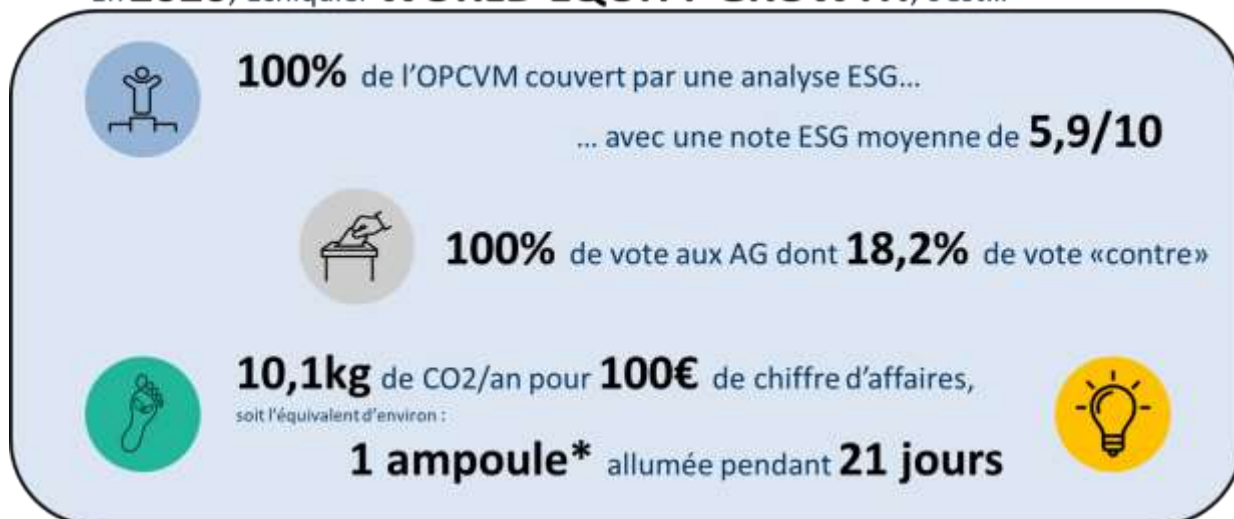 100% de l'OPCVM couvert par une analyse ESG...
... avec une note ESG moyenne de 5,9/10
100% de vote aux AG dont 18,2% de vote «contre»
10,1kg de CO2/an pour 100€ de chiffre d'affaires,
soit l'équivalent d'environ :
1 ampoule* allumée pendant 21 jours